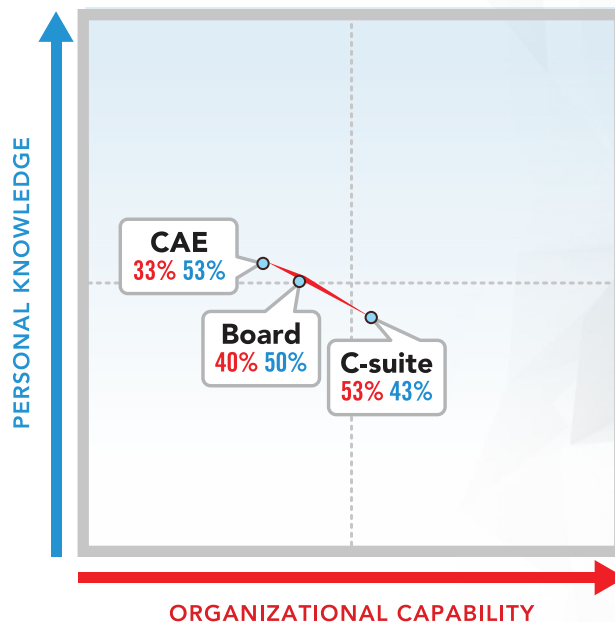 PERSONAL KNOWLEDGE
CAE
33% 53%
Board
40% 50%
C-suite
53% 43%
ORGANIZATIONAL CAPABILITY